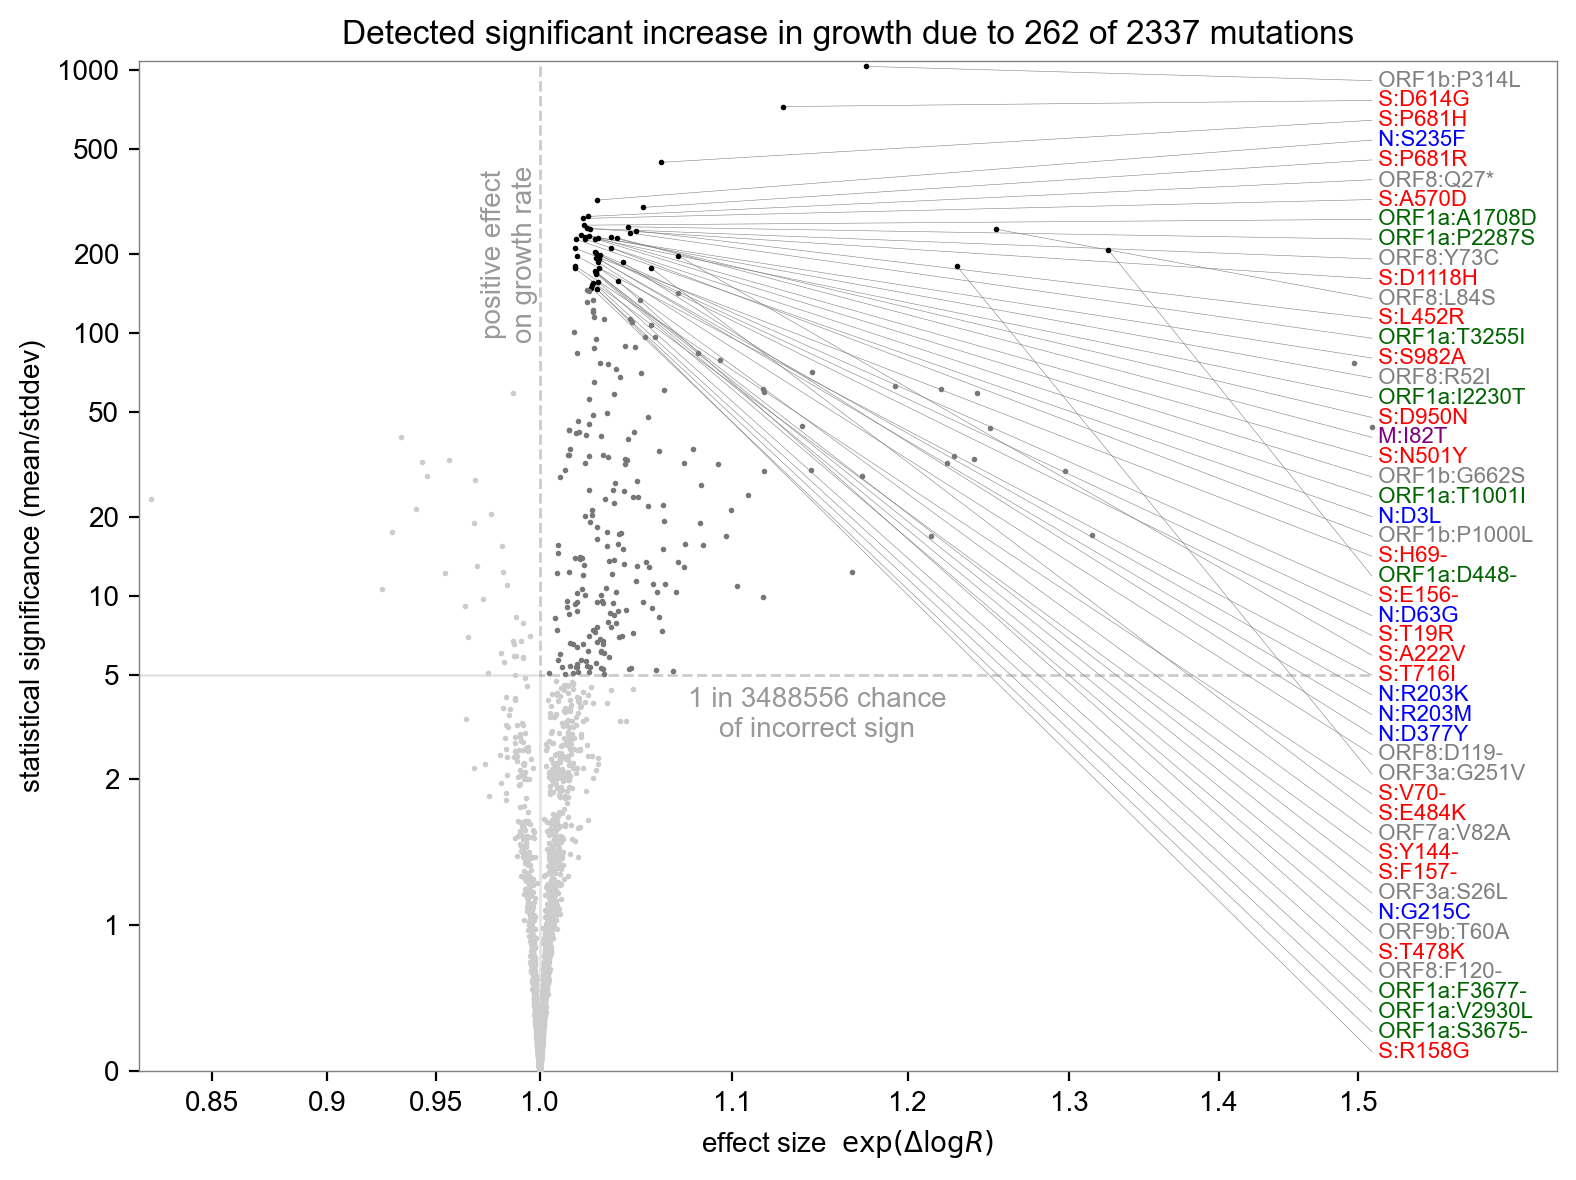 Detected significant increase in growth due to 262 of 2337 mutations
statistical significance (mean/stddev)
1000
500
200
100
50
20
10
5
2
1
0
positive effect
on growth rate
1 in 3488556 chance
of incorrect sign
ORF1b:P314L
S:D614G
S:P681H
N:S235F
S:P681R
ORF8:Q27*
S:A570D
ORF1a:A1708D
ORF1a:P2287S
ORF8:Y73C
S:D1118H
ORF8:L84S
S:L452R
ORF1a:T3255I
S:S982A
ORF8:R52I
ORF1a:I2230T
S:D950N
M:I82T
S:N501Y
ORF1b:G662S
ORF1a:T1001I
N:D3L
ORF1b:P1000L
S:H69-
ORF1a:D448-
S:E156-
N:D63G
S:T19R
S:A222V
S:T716I
N:R203K
N:R203M
N:D377Y
ORF8:D119-
ORF3a:G251V
S:V70-
S:E484K
ORF7a:V82A
S:Y144-
S:F157-
ORF3a:S26L
N:G215C
ORF9b:T60A
S:T478K
ORF8:F120-
ORF1a:F3677-
ORF1a:V2930L
ORF1a:S3675-
S:R158G
0.85 0.9 0.95 1.0 1.1 1.2 1.3 1.4 1.5
effect size exp(ΔlogR)